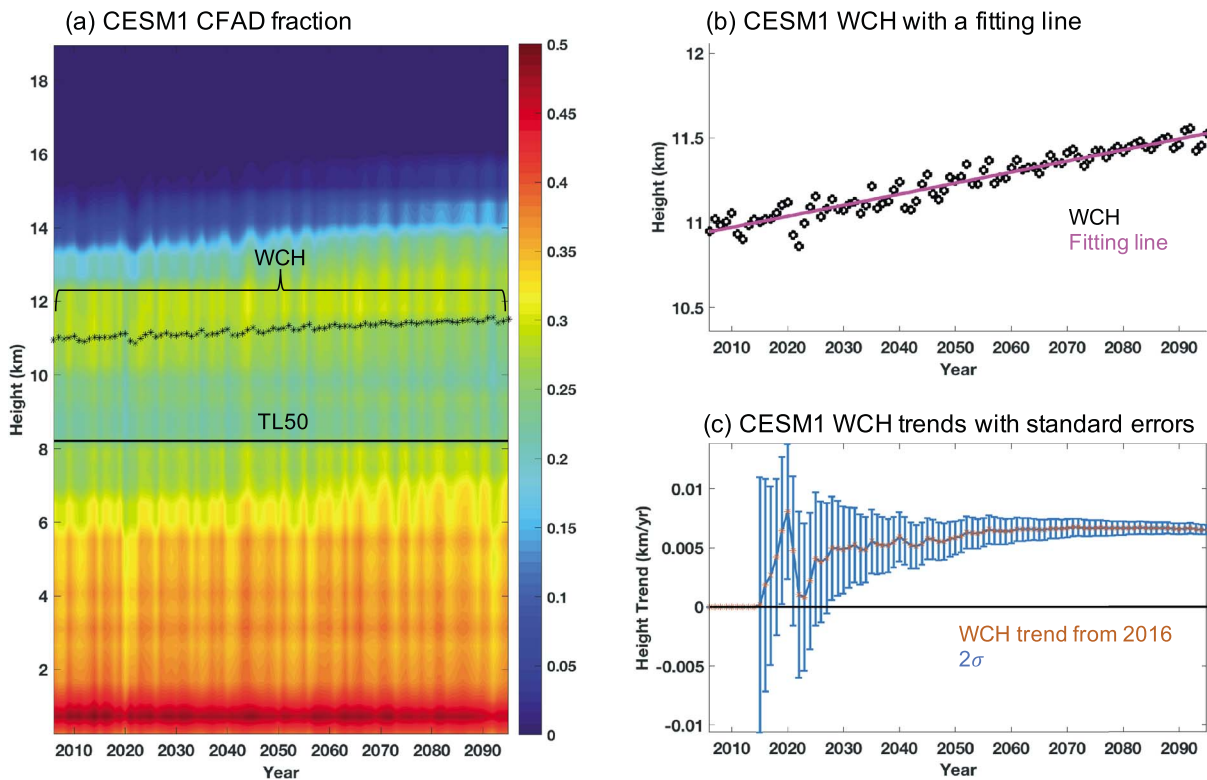 (a) CESM1 CFAD fraction
18
16
14
12
10
8
6
4
2
Height (km)
WCH
TL50
2010 2020 2030 2040 2050 2060 2070 2080 2090
Year
0.5
0.45
0.4
0.35
0.3
0.25
0.2
0.15
0.1
0.05
0
(b) CESM1 WCH with a fitting line
12
11.5
11
10.5
Height (km)
WCH
Fitting line
2010 2020 2030 2040 2050 2060 2070 2080 2090
Year
(c) CESM1 WCH trends with standard errors
0.01
0.005
0
-0.005
-0.01
Height Trend (km/yr)
WCH trend from 2016
2σ
2010 2020 2030 2040 2050 2060 2070 2080 2090
Year